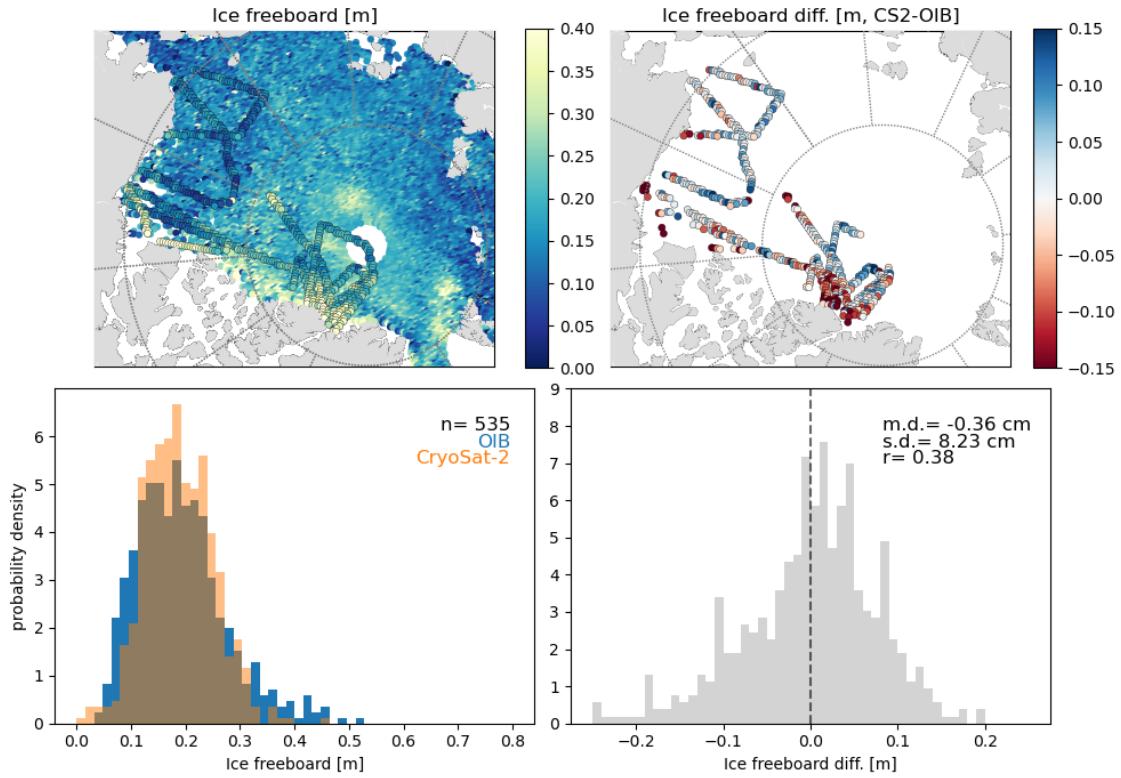 Ice freeboard [m]
0.40
0.35
0.30
0.25
0.20
0.15
0.10
0.05
0.00
Ice freeboard diff. [m, CS2-OIB]
0.15
0.10
0.05
0.00
−0.05
−0.10
−0.15
probability density
6
5
4
3
2
1
0
n= 535
OIB
CryoSat-2
0.0 0.1 0.2 0.3 0.4 0.5 0.6 0.7 0.8
Ice freeboard [m]
9
8
7
6
5
4
3
2
1
0
m.d.= -0.36 cm
s.d.= 8.23 cm
r= 0.38
−0.2 −0.1 0.0 0.1 0.2
Ice freeboard diff. [m]